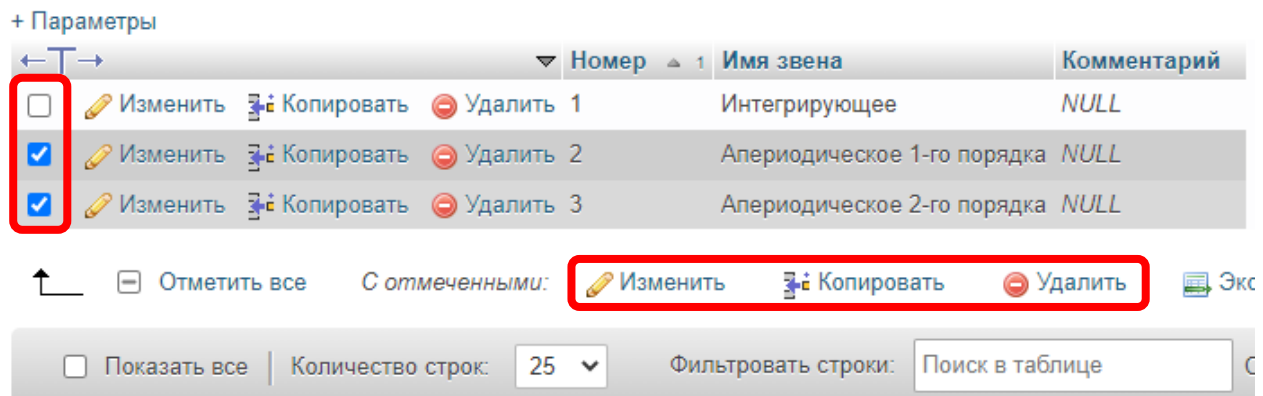 + Параметры
←T→ Номер 1 Имя звена Комментарий
Изменить Копировать Удалить 1 Интегрирующее NULL
Изменить Копировать Удалить 2 Апериодическое 1-го порядка NULL
Изменить Копировать Удалить 3 Апериодическое 2-го порядка NULL
Отметить все С отмеченными: Изменить Копировать Удалить
Показать все Количество строк: 25 Фильтровать строки: Поиск в таблице